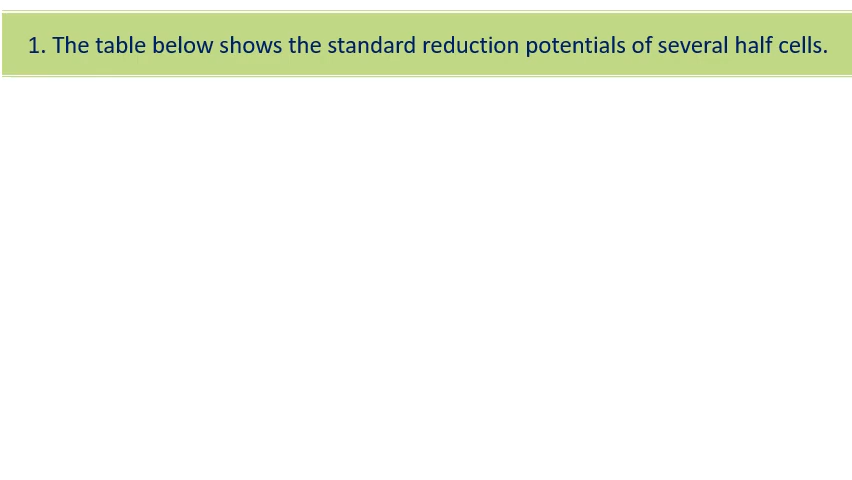 1. The table below shows the standard reduction potentials of several half cells.